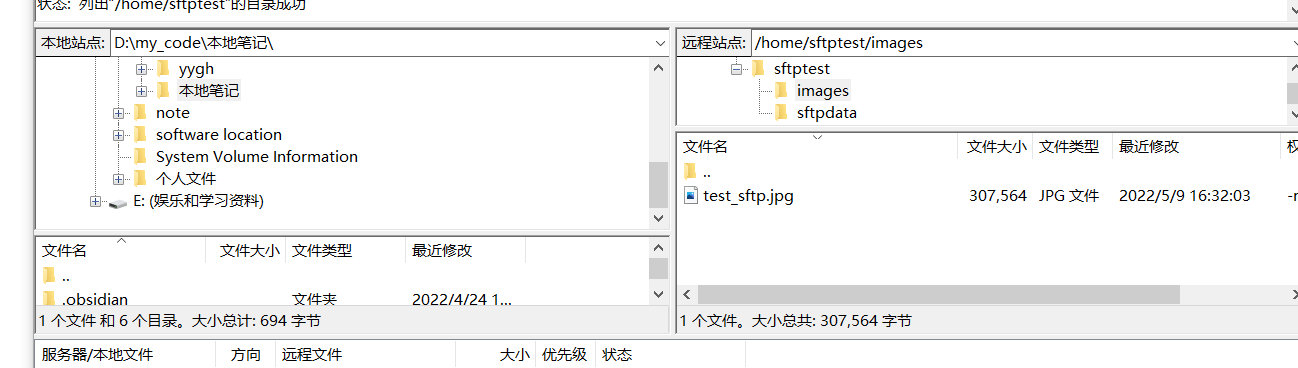 状态: 列出"/home/sftptest"的目录成功
本地站点: D:\my_code\本地笔记\
yygh
本地笔记
note
software location
System Volume Information
个人文件
E: (娱乐和学习资料)
文件名 文件大小 文件类型 最近修改
..
.obsidian 文件夹 2022/4/24 1...
1 个文件 和 6 个目录。大小总计: 694 字节
远程站点: /home/sftptest/images
sftptest
images
sftpdata
文件名 文件大小 文件类型 最近修改
..
test_sftp.jpg 307,564 JPG 文件 2022/5/9 16:32:03
1 个文件。大小总共: 307,564 字节
服务器/本地文件 方向 远程文件 大小 优先级 状态